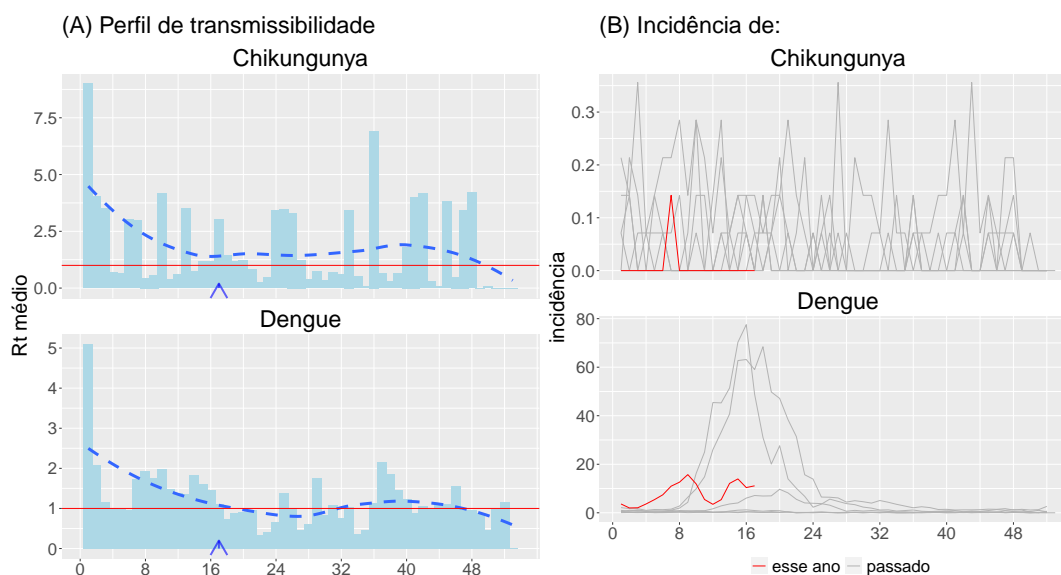 (A) Perfil de transmissibilidade
Chikungunya
7.5
5.0
2.5
0.0
Dengue
5
4
3
2
1
0
0 8 16 24 32 40 48
Rt médio
(B) Incidência de:
Chikungunya
0.3
0.2
0.1
0.0
Dengue
80
60
40
20
0
0 8 16 24 32 40 48
incidência
esse ano passado